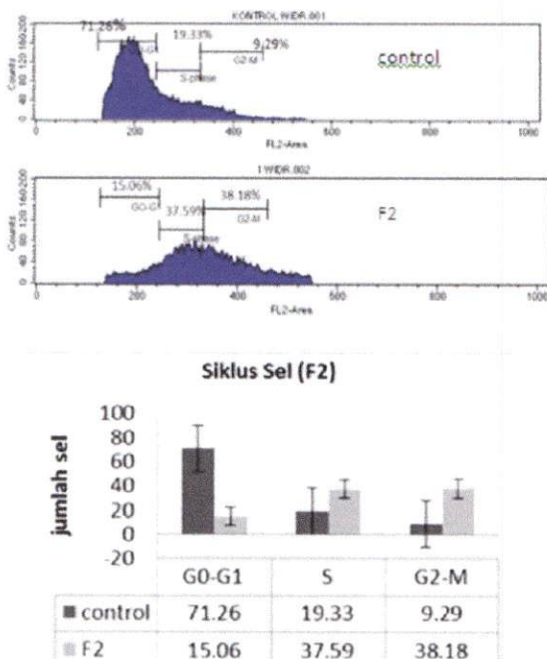 KONTROL WIDR.001
71.26%
19.33%
9.29%
S-phase
G2-M
control
Counts
0 40 80 120 160 200
0 200 400 600 800 1000
FL2-Area
1 WIDR.002
15.06%
38.18%
G0-G1
37.59%
G2-M
S-phase
F2
Counts
0 40 80 120 160 200
0 200 400 600 800 1000
FL2-Area
Siklus Sel (F2)
jumlah sel
100
80
60
40
20
0
-20
G0-G1 S G2-M
control 71.26 19.33 9.29
F2 15.06 37.59 38.18